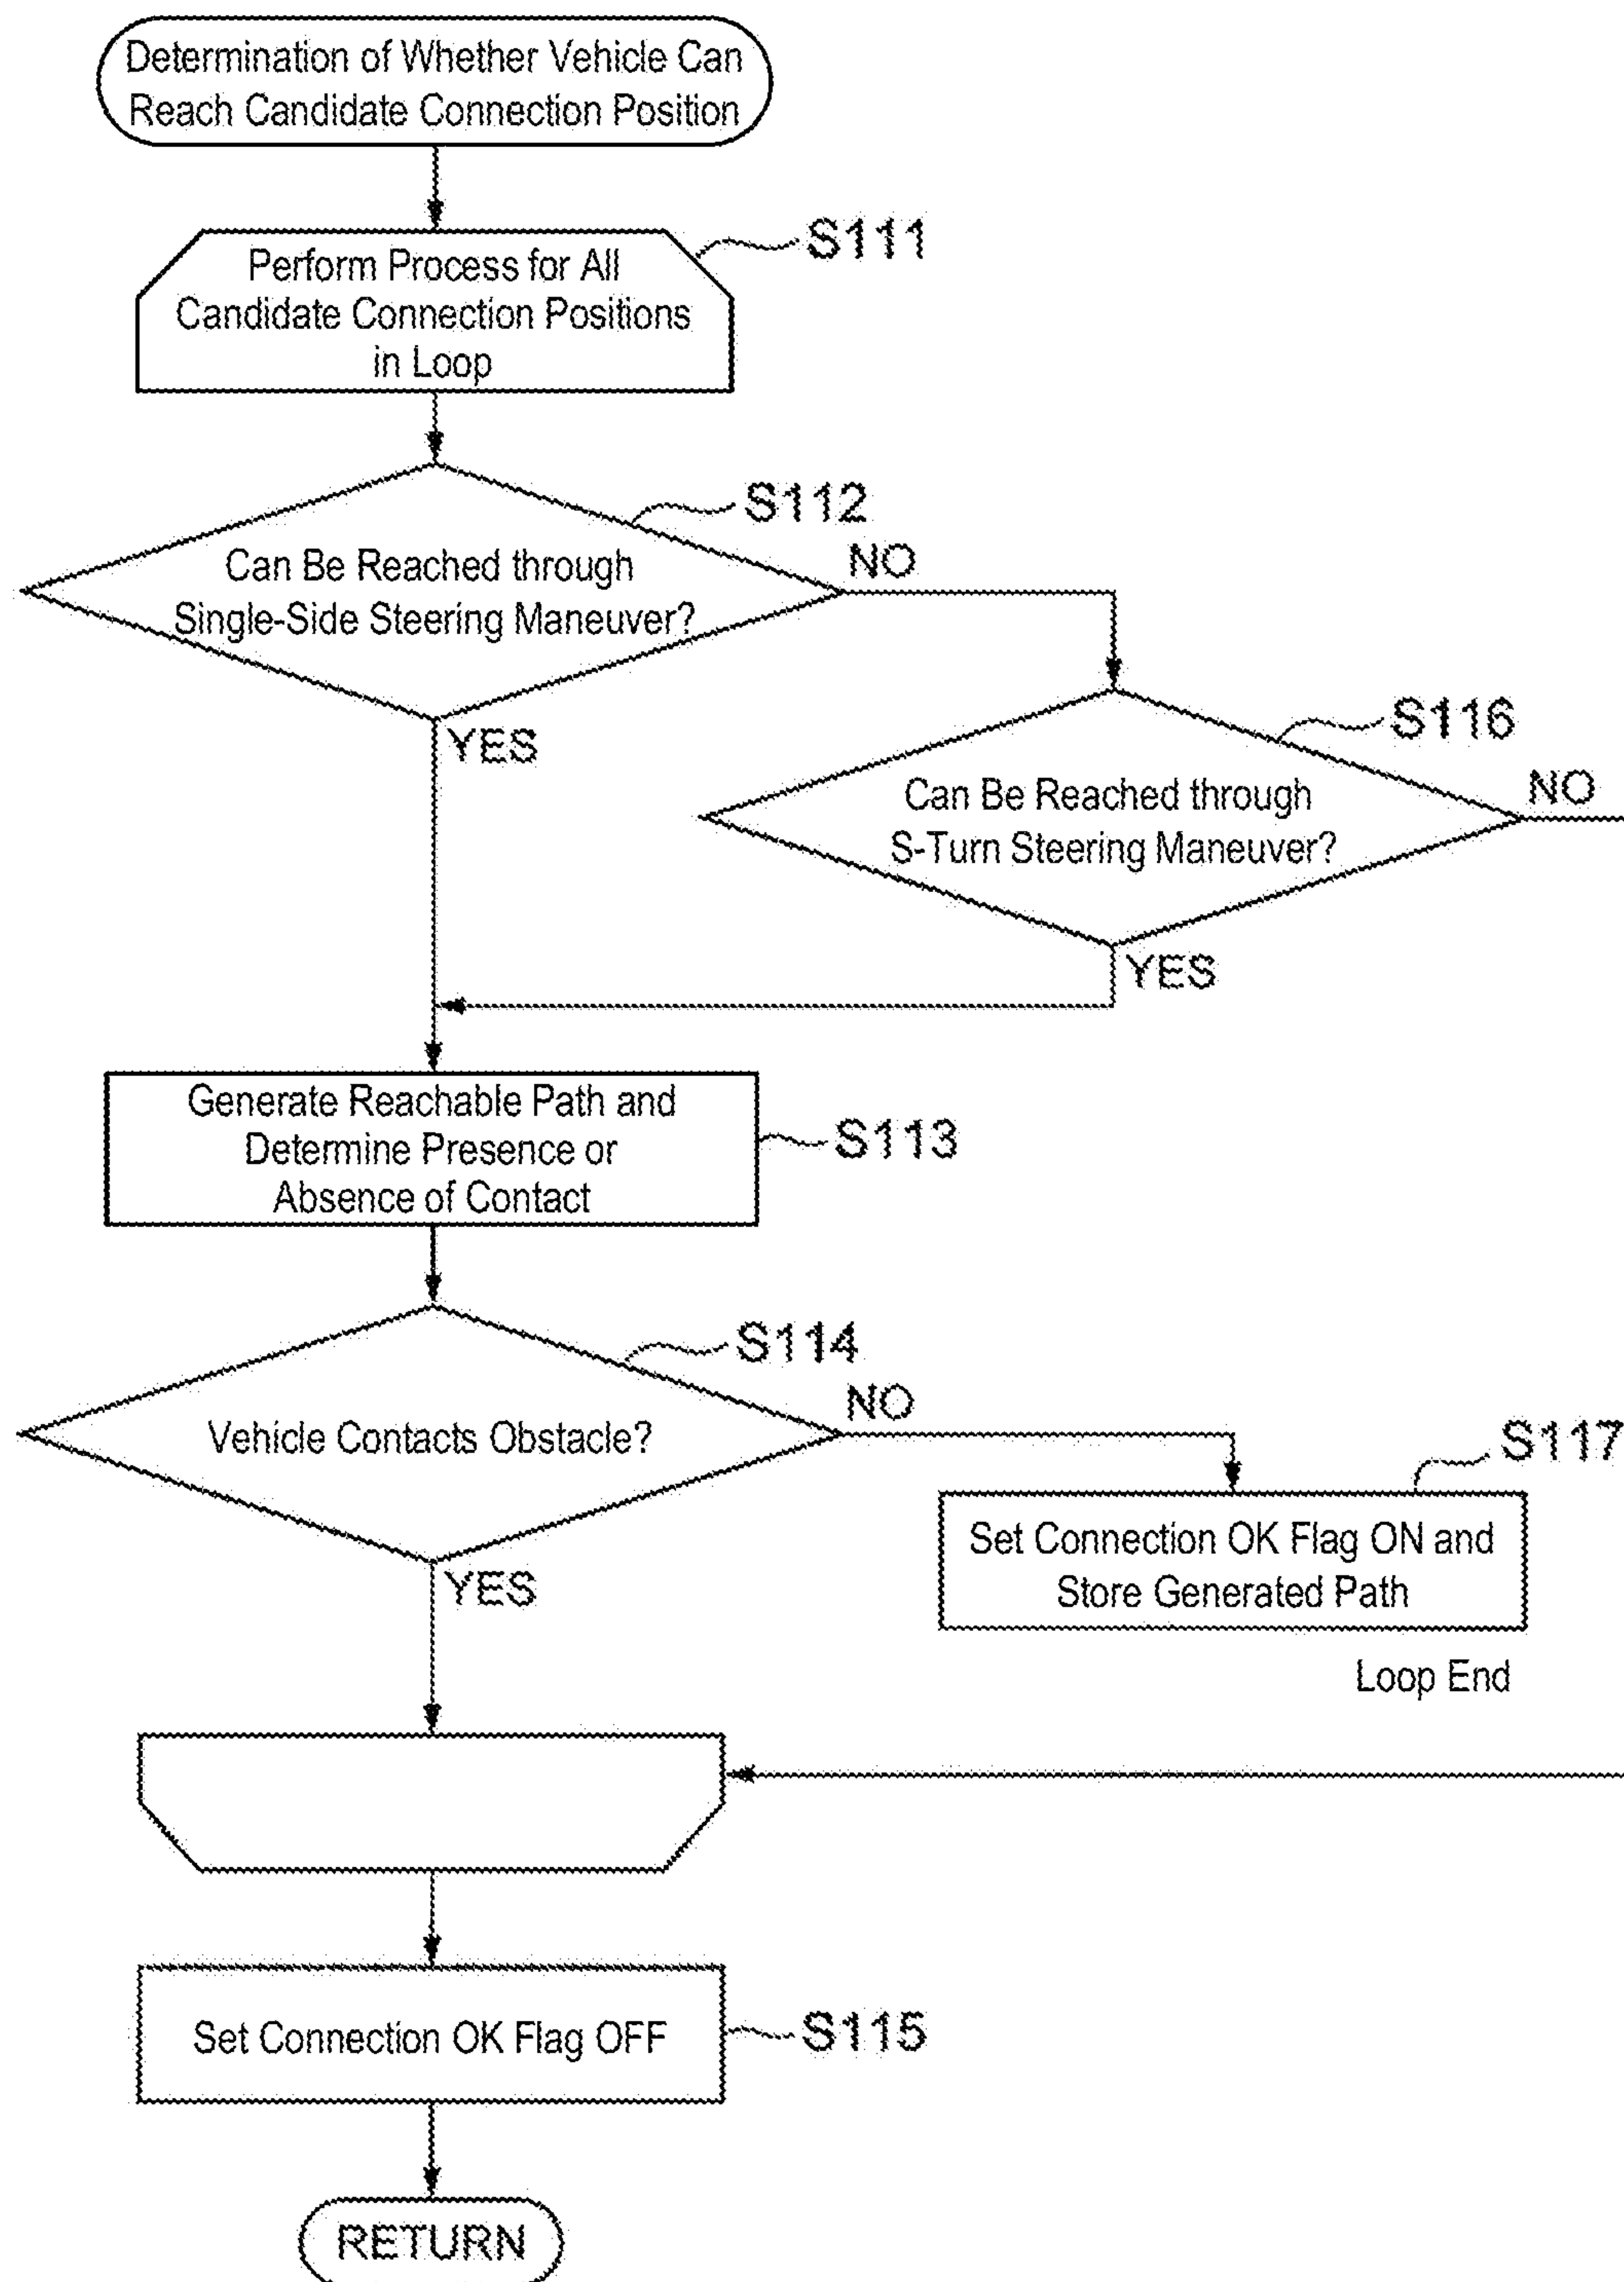 Determination of Whether Vehicle Can
Reach Candidate Connection Position
S111
Perform Process for All
Candidate Connection Positions
in Loop
S112
Can Be Reached through
Single-Side Steering Maneuver?
NO
YES
S116
Can Be Reached through
S-Turn Steering Maneuver?
NO
YES
Generate Reachable Path and
Determine Presence or
Absence of Contact
S113
S114
Vehicle Contacts Obstacle?
NO
YES
S117
Set Connection OK Flag ON and
Store Generated Path
Loop End
Set Connection OK Flag OFF
S115
RETURN